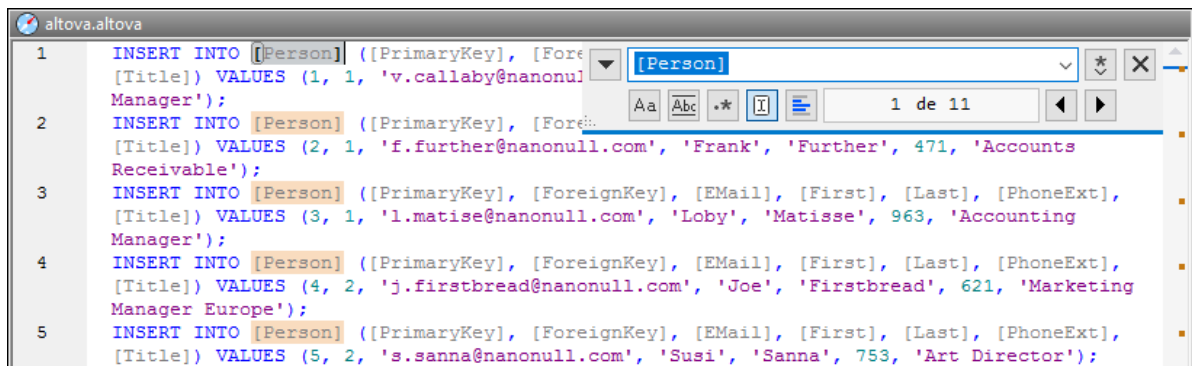 altova.altova
1 INSERT INTO [Person] ([PrimaryKey], [Fore
[Title]) VALUES (1, 1, 'v.callaby@nanonul
Manager');
[Person]
Aa Abc .* 1 de 11
2 INSERT INTO [Person] ([PrimaryKey], [Fore
[Title]) VALUES (2, 1, 'f.further@nanonull.com', 'Frank', 'Further', 471, 'Accounts
Receivable');
3 INSERT INTO [Person] ([PrimaryKey], [ForeignKey], [EMail], [First], [Last], [PhoneExt],
[Title]) VALUES (3, 1, 'l.matise@nanonull.com', 'Loby', 'Matisse', 963, 'Accounting
Manager');
4 INSERT INTO [Person] ([PrimaryKey], [ForeignKey], [EMail], [First], [Last], [PhoneExt],
[Title]) VALUES (4, 2, 'j.firstbread@nanonull.com', 'Joe', 'Firstbread', 621, 'Marketing
Manager Europe');
5 INSERT INTO [Person] ([PrimaryKey], [ForeignKey], [EMail], [First], [Last], [PhoneExt],
[Title]) VALUES (5, 2, 's.sanna@nanonull.com', 'Susi', 'Sanna', 753, 'Art Director');